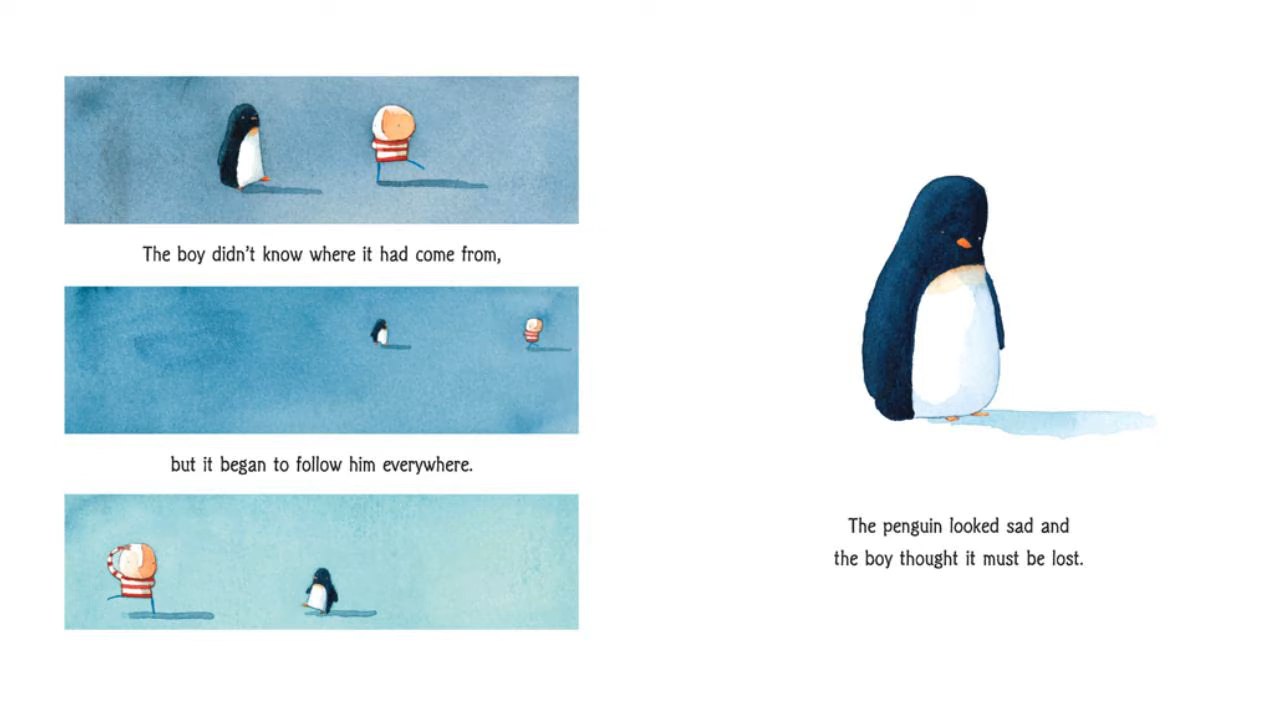 The boy didn't know where it had come from,
but it began to follow him everywhere.
The penguin looked sad and
the boy thought it must be lost.